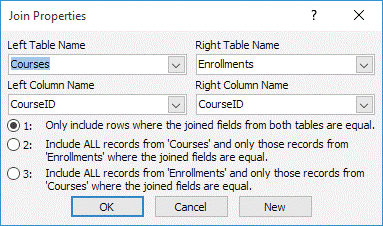 Join Properties ? ×
Left Table Name Right Table Name
Courses Enrollments
Left Column Name Right Column Name
CourseID CourseID
1: Only include rows where the joined fields from both tables are equal.
2: Include ALL records from 'Courses' and only those records from
'Enrollments' where the joined fields are equal.
3: Include ALL records from 'Enrollments' and only those records from
'Courses' where the joined fields are equal.
OK Cancel New